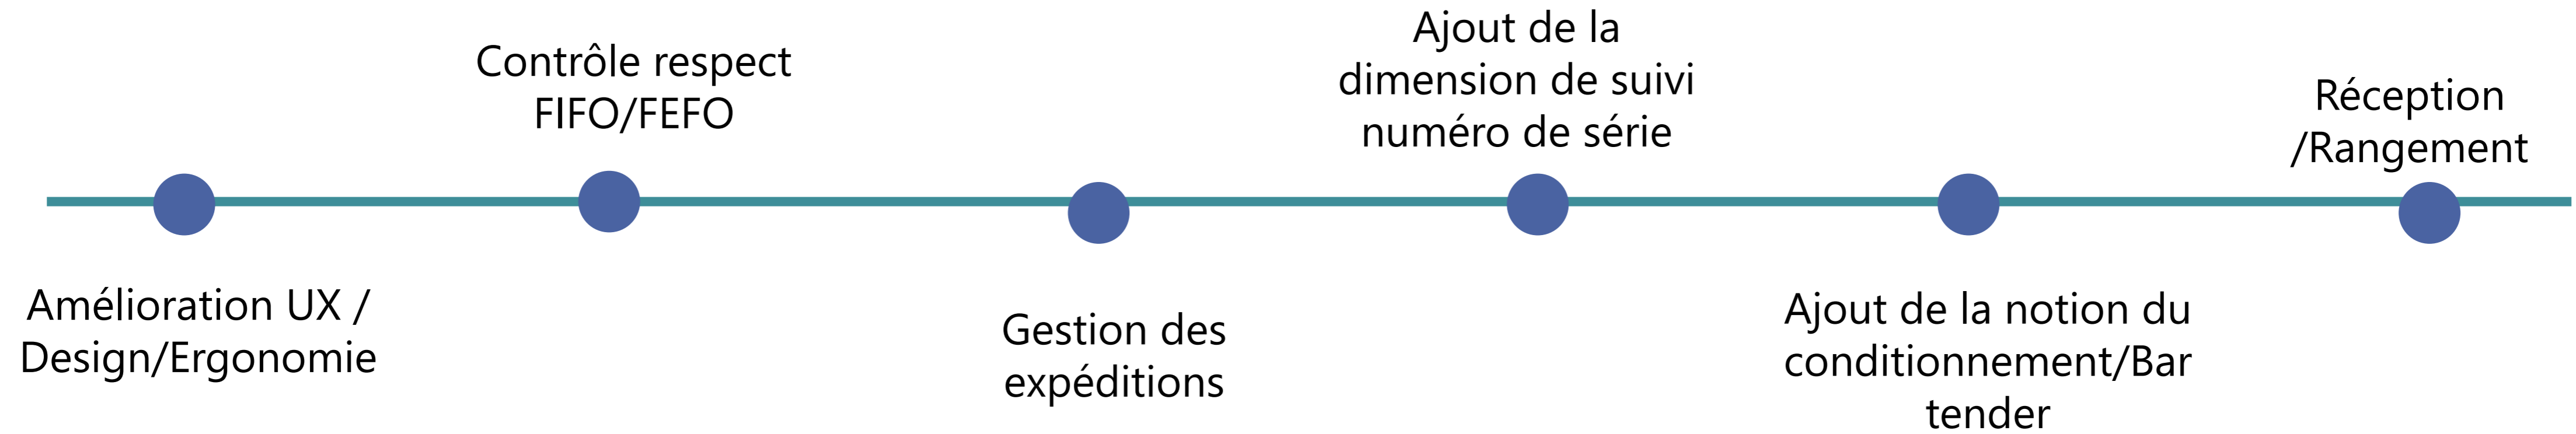 Amélioration UX /
Design/Ergonomie
Contrôle respect
FIFO/FEFO
Gestion des
expéditions
Ajout de la
dimension de suivi
numéro de série
Ajout de la notion du
conditionnement/Bar
tender
Réception
/Rangement